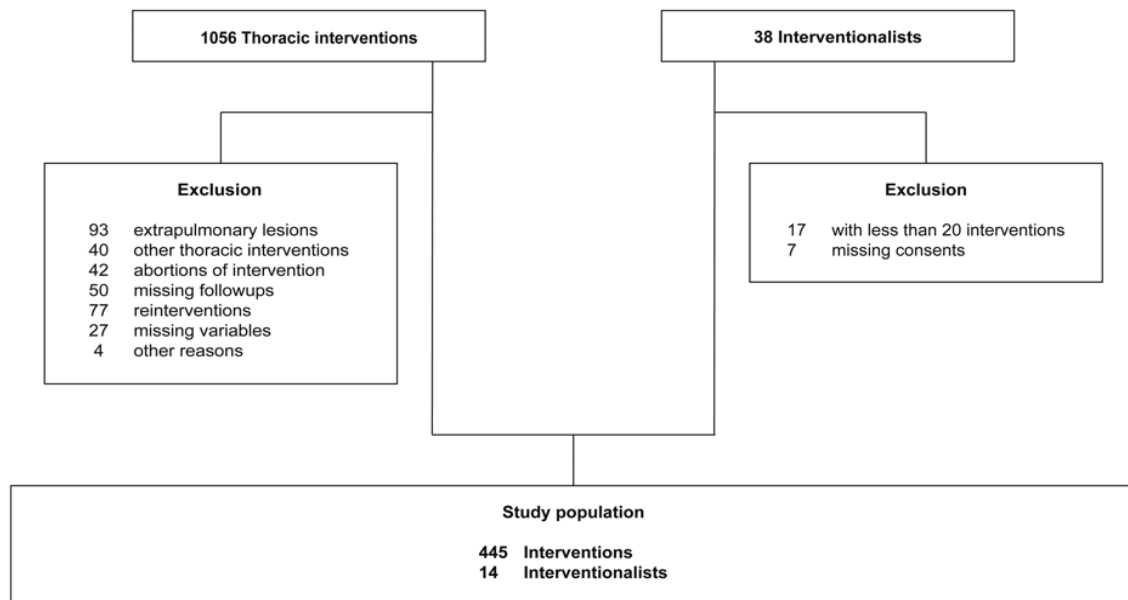 1056 Thoracic interventions
38 Interventionalists
Exclusion
93 extrapulmonary lesions
40 other thoracic interventions
42 abortions of intervention
50 missing followups
77 reinterventions
27 missing variables
4 other reasons
Exclusion
17 with less than 20 interventions
7 missing consents
Study population
445 Interventions
14 Interventionalists